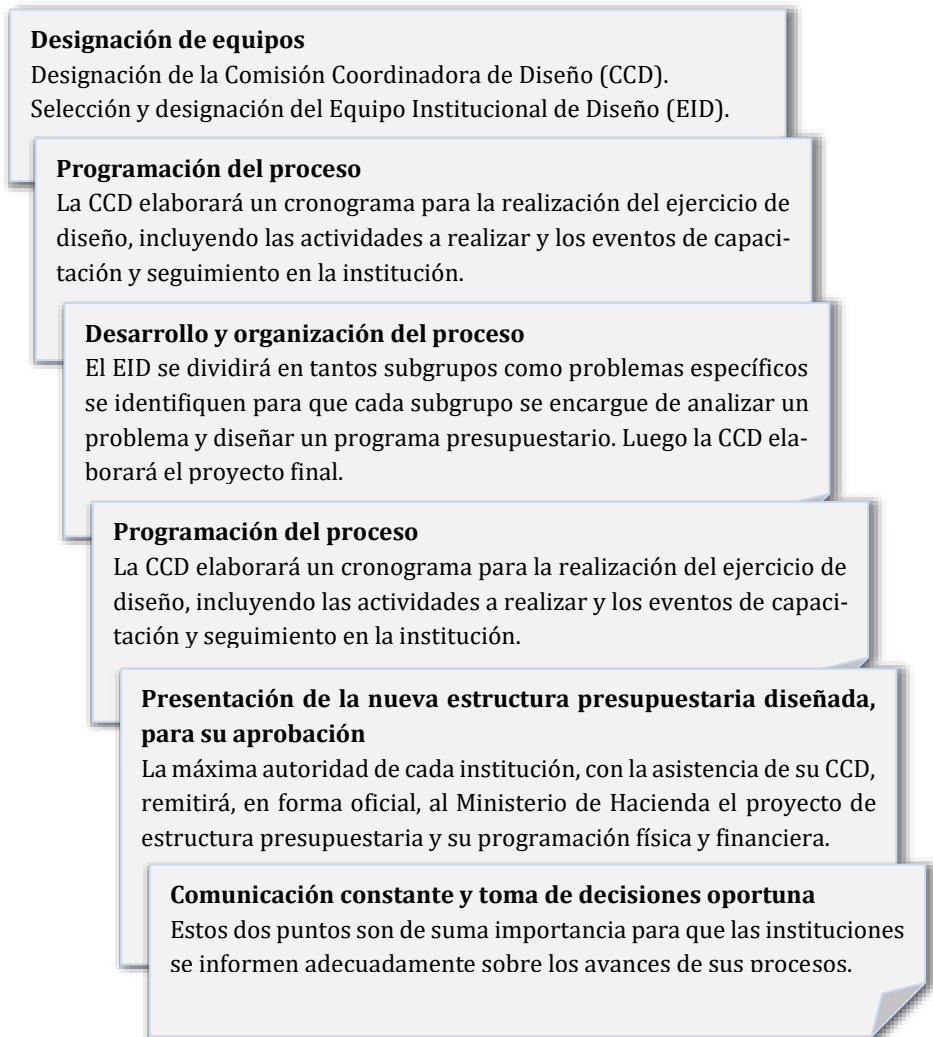 Designación de equipos
Designación de la Comisión Coordinadora de Diseño (CCD).
Selección y designación del Equipo Institucional de Diseño (EID).
Programación del proceso
La CCD elaborará un cronograma para la realización del ejercicio de
diseño, incluyendo las actividades a realizar y los eventos de capaci-
tación y seguimiento en la institución.
Desarrollo y organización del proceso
El EID se dividirá en tantos subgrupos como problemas específicos
se identifiquen para que cada subgrupo se encargue de analizar un
problema y diseñar un programa presupuestario. Luego la CCD ela-
borará el proyecto final.
Programación del proceso
La CCD elaborará un cronograma para la realización del ejercicio de
diseño, incluyendo las actividades a realizar y los eventos de capaci-
tación y seguimiento en la institución.
Presentación de la nueva estructura presupuestaria diseñada,
para su aprobación
La máxima autoridad de cada institución, con la asistencia de su CCD,
remitirá, en forma oficial, al Ministerio de Hacienda el proyecto de
estructura presupuestaria y su programación física y financiera.
Comunicación constante y toma de decisiones oportuna
Estos dos puntos son de suma importancia para que las instituciones
se informen adecuadamente sobre los avances de sus procesos.